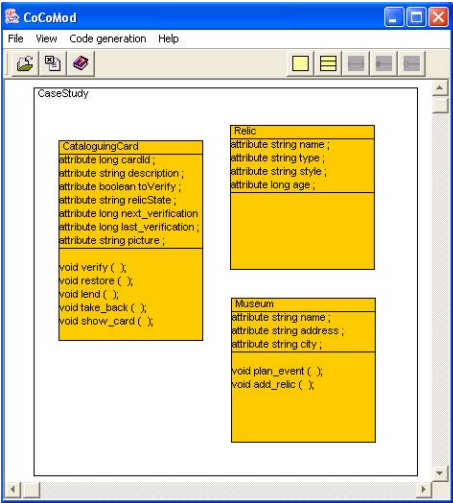 CoCoMod
File View Code generation Help
CaseStudy
CataloguingCard
attribute long cardId ;
attribute string description ;
attribute boolean toVerify ;
attribute string relicState ;
attribute long next_verification
attribute long last_verification ;
attribute string picture ;
void verify ( );
void restore ( );
void lend ( );
void take_back ( );
void show_card ( );
Relic
attribute string name ;
attribute string type ;
attribute string style ;
attribute long age ;
Museum
attribute string name ;
attribute string address ;
attribute string city ;
void plan_event ( );
void add_relic ( );